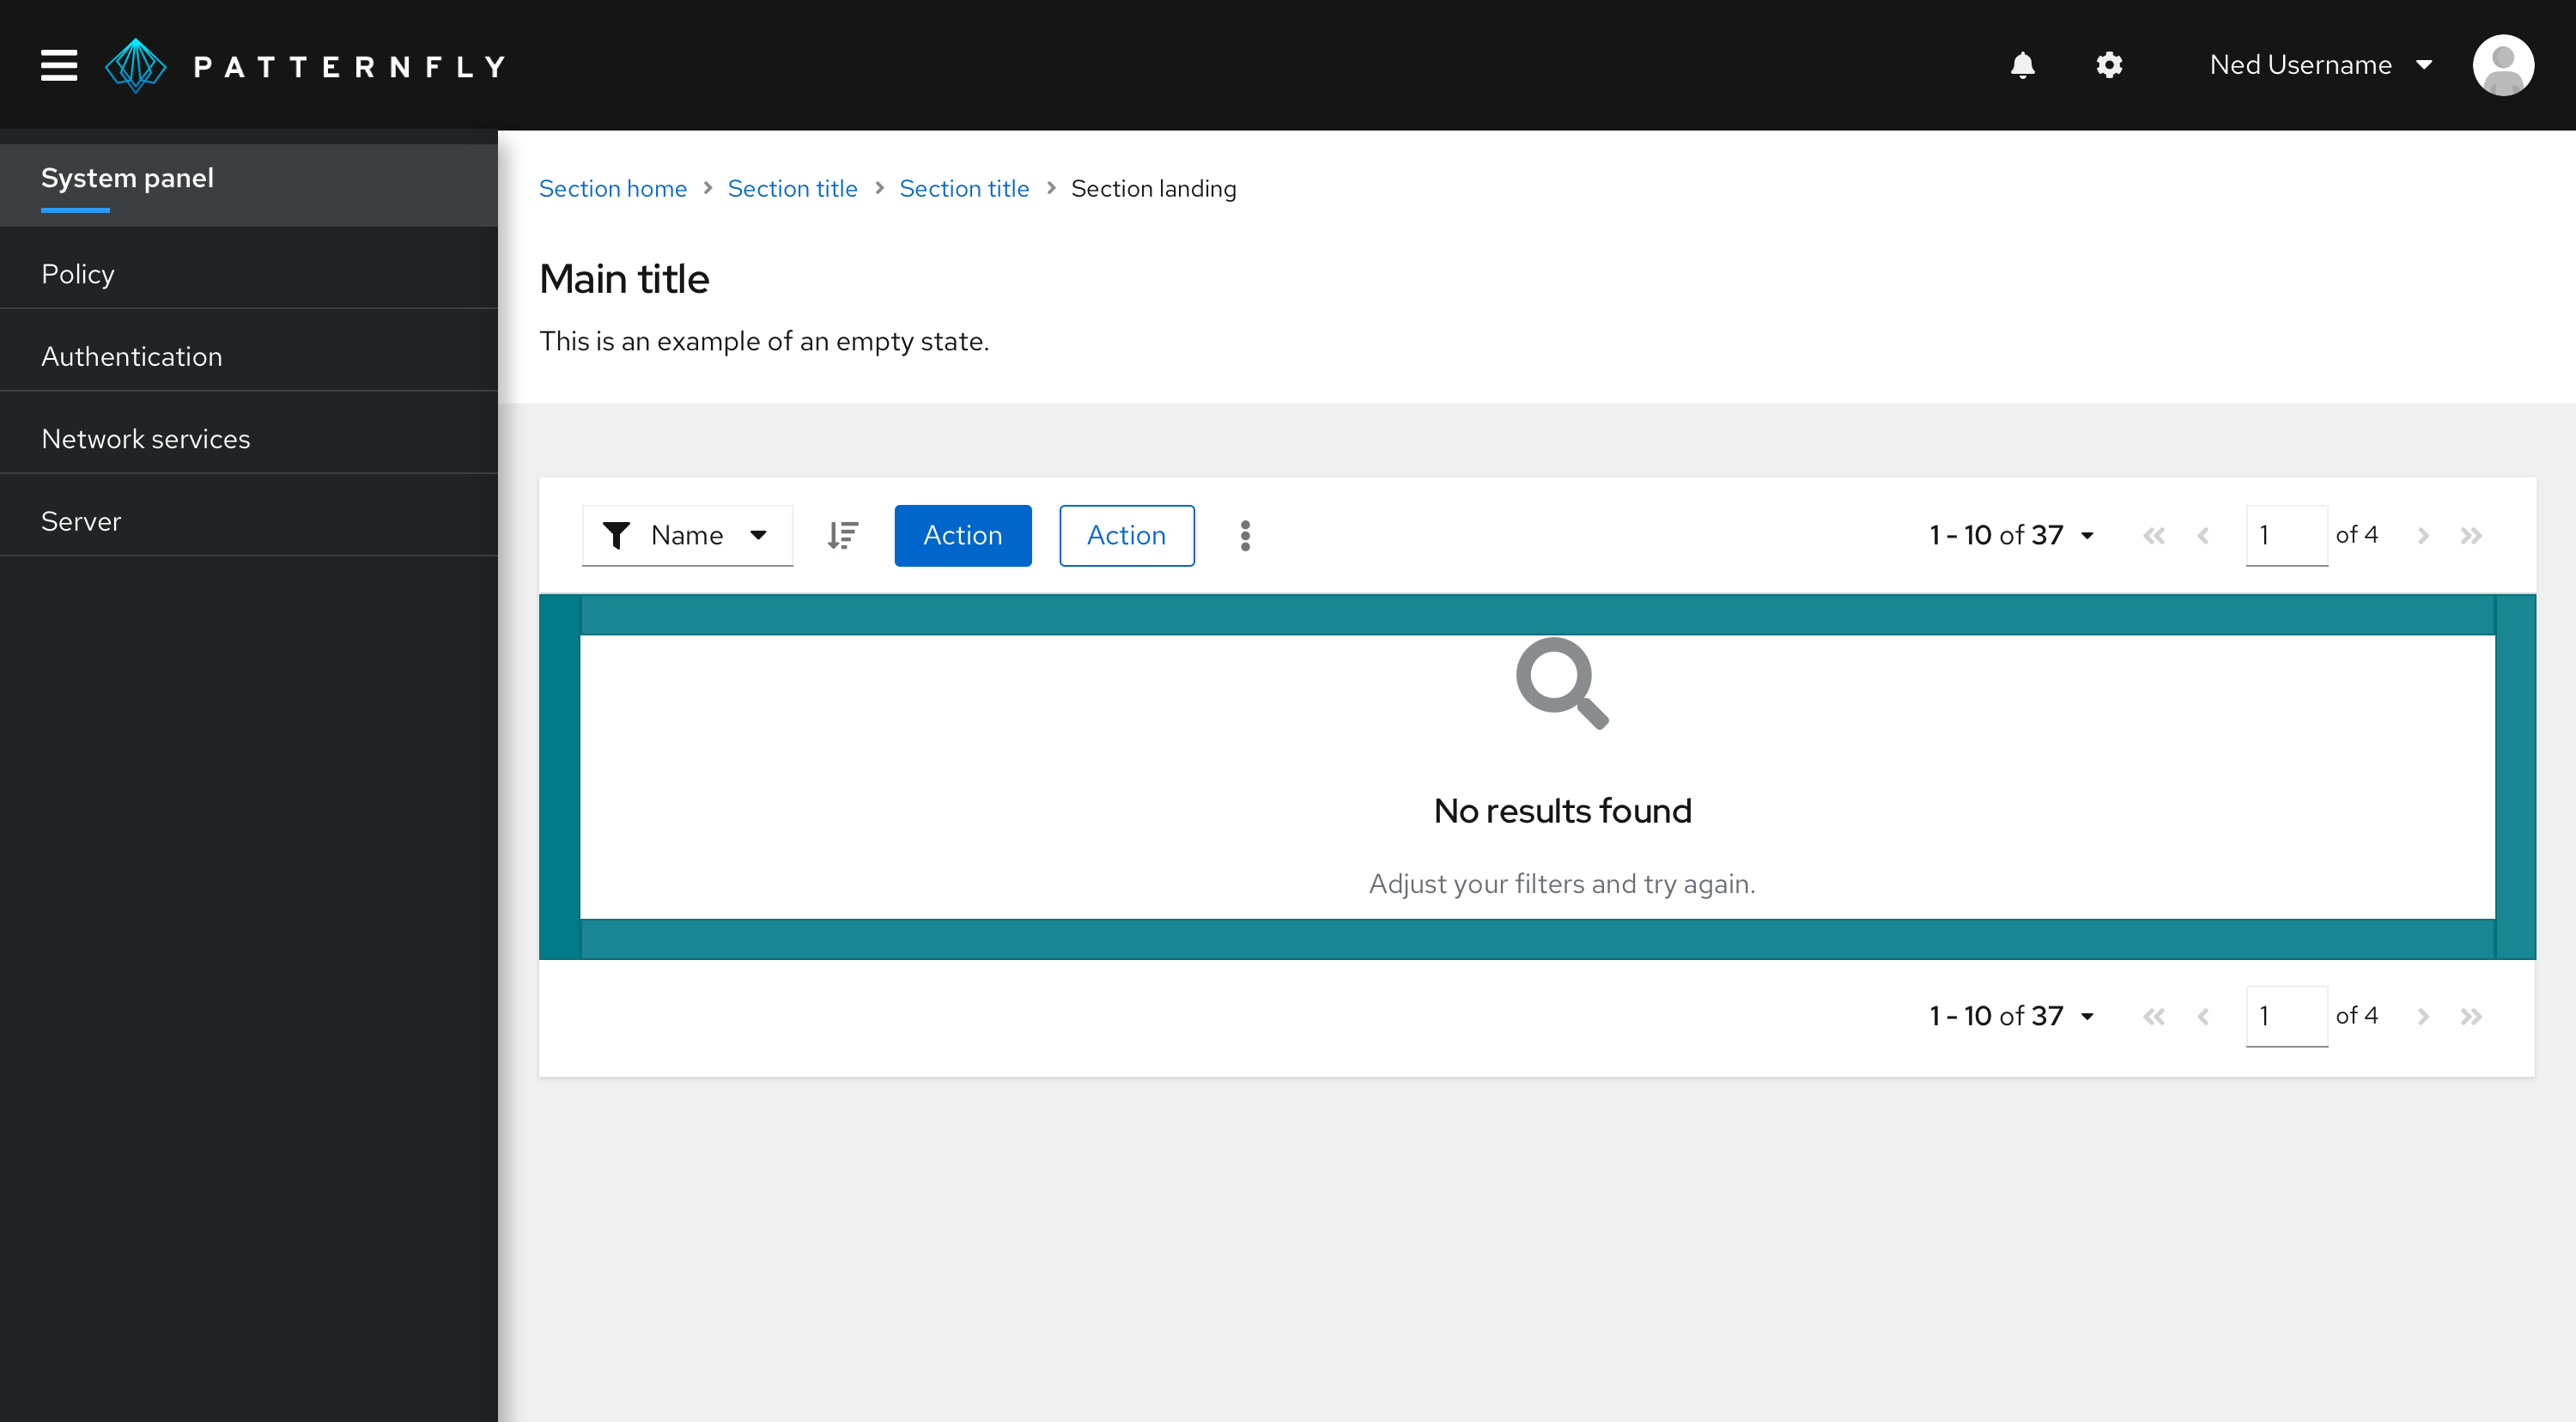 PATTERNFLY
Ned Username
System panel
Policy
Authentication
Network services
Server
Section home > Section title > Section title > Section landing
Main title
This is an example of an empty state.
Name Action Action 1 - 10 of 37 1 of 4
No results found
Adjust your filters and try again.
1 - 10 of 37 1 of 4